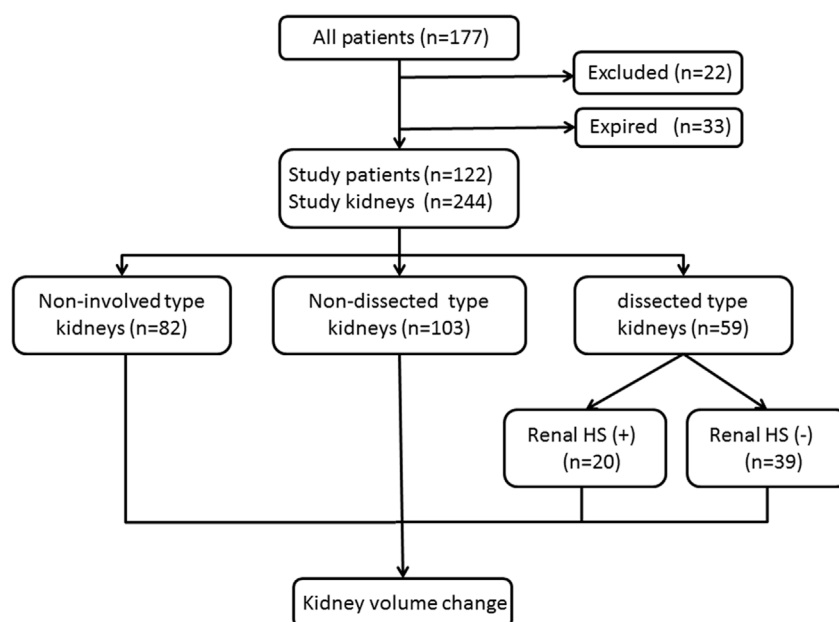 All patients (n=177)
Excluded (n=22)
Expired (n=33)
Study patients (n=122)
Study kidneys (n=244)
Non-involved type
kidneys (n=82)
Non-dissected type
kidneys (n=103)
dissected type
kidneys (n=59)
Renal HS (+)
(n=20)
Renal HS (-)
(n=39)
Kidney volume change